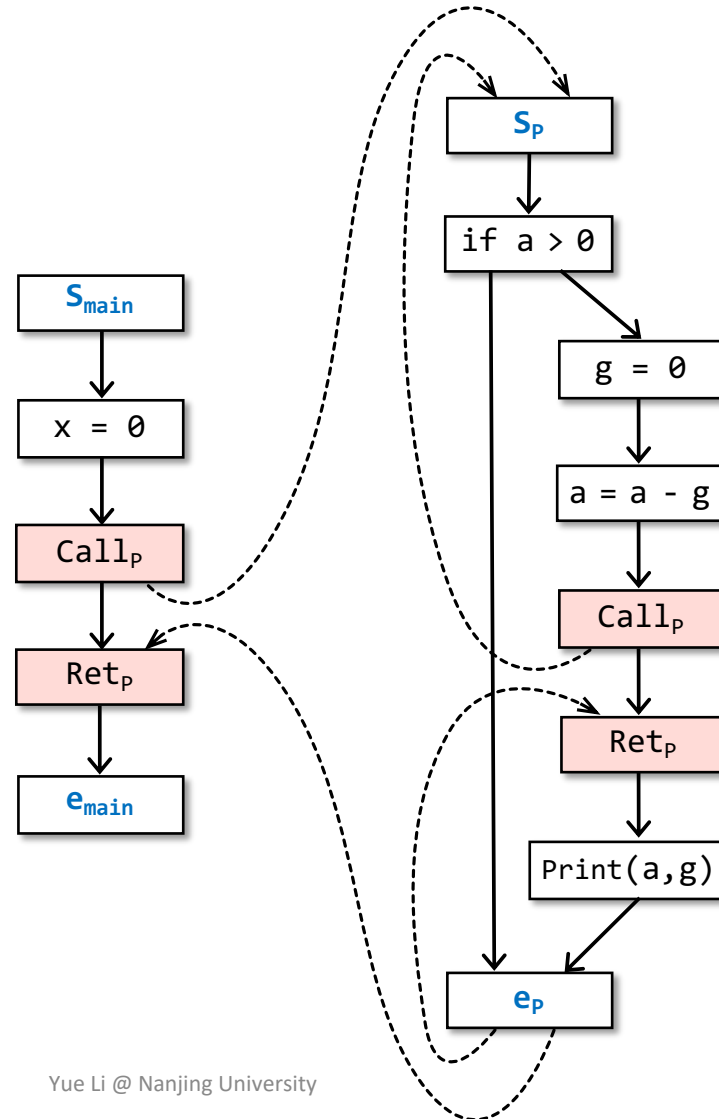 S_main
x = 0
Call_P
Ret_P
e_main
S_P
if a > 0
g = 0
a = a - g
Call_P
Ret_P
Print(a,g)
e_P
Yue Li @ Nanjing University